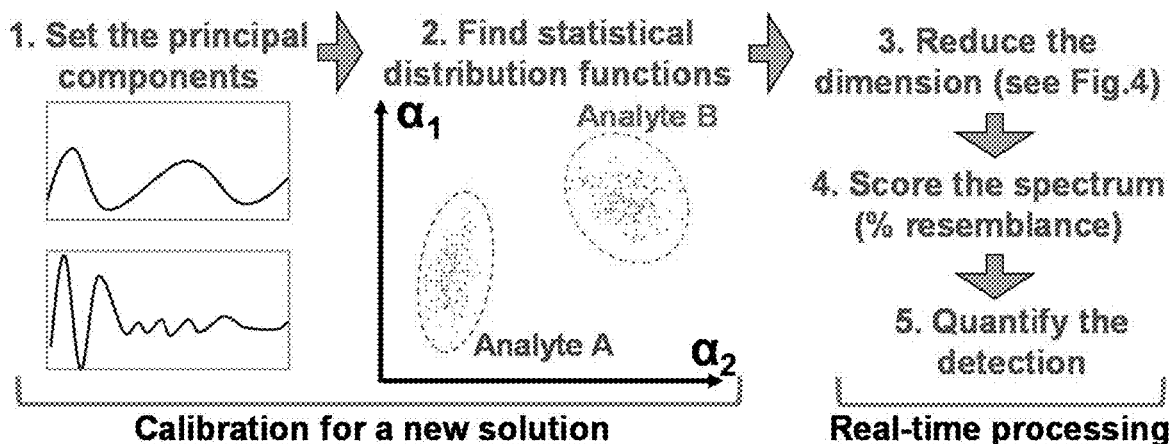 1. Set the principal
components
2. Find statistical
distribution functions
α1
Analyte B
Analyte A
α2
3. Reduce the
dimension (see Fig.4)
4. Score the spectrum
(% resemblance)
5. Quantify the
detection
Calibration for a new solution
Real-time processing